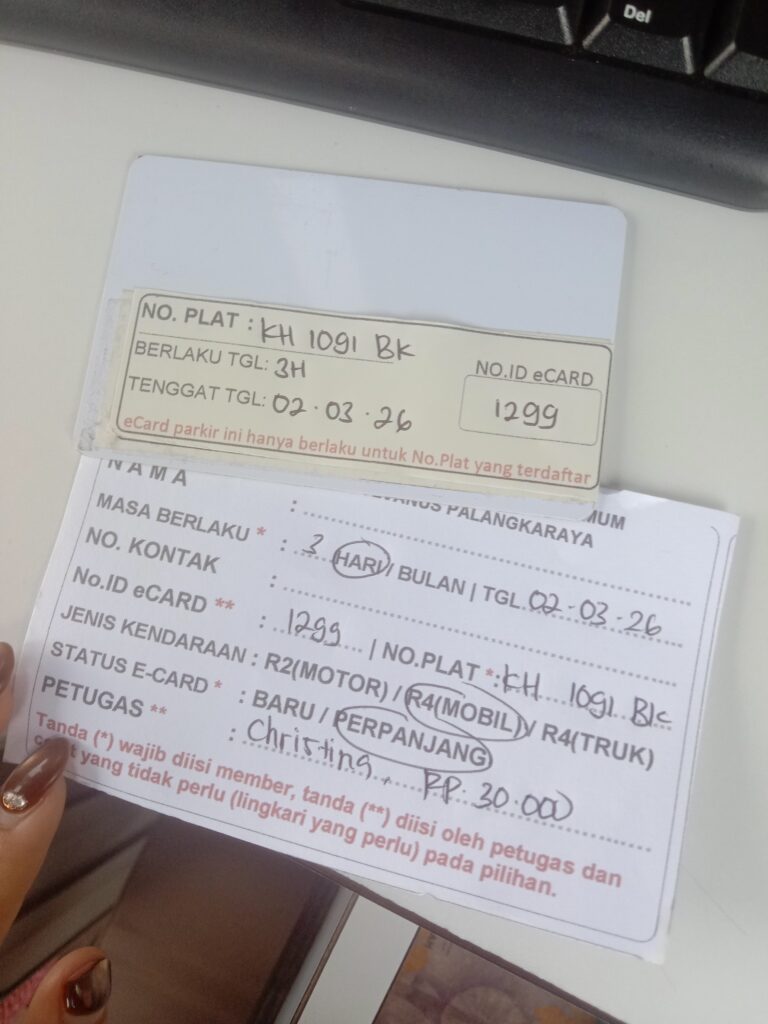 Del
NO. PLAT : KH 1091 BK
BERLAKU TGL: 3H
TENGGAT TGL: 02.03.26
NO.ID eCARD
1299
eCard parkir ini hanya berlaku untuk No.Plat yang terdaftar
PALANGKARAYA
NAMA :
MASA BERLAKU * : 3 HARI / BULAN | TGL 02.03.26
NO. KONTAK :
No.ID eCARD ** : 1299 | NO.PLAT *: KH 1091 BK
JENIS KENDARAAN : R2(MOTOR) / R4(MOBIL) / R4(TRUK)
STATUS E-CARD * : BARU / PERPANJANG
PETUGAS ** : Christing. RP. 30.000
Tanda (*) wajib diisi member, tanda (**) diisi oleh petugas dan
yang tidak perlu (lingkari yang perlu) pada pilihan.